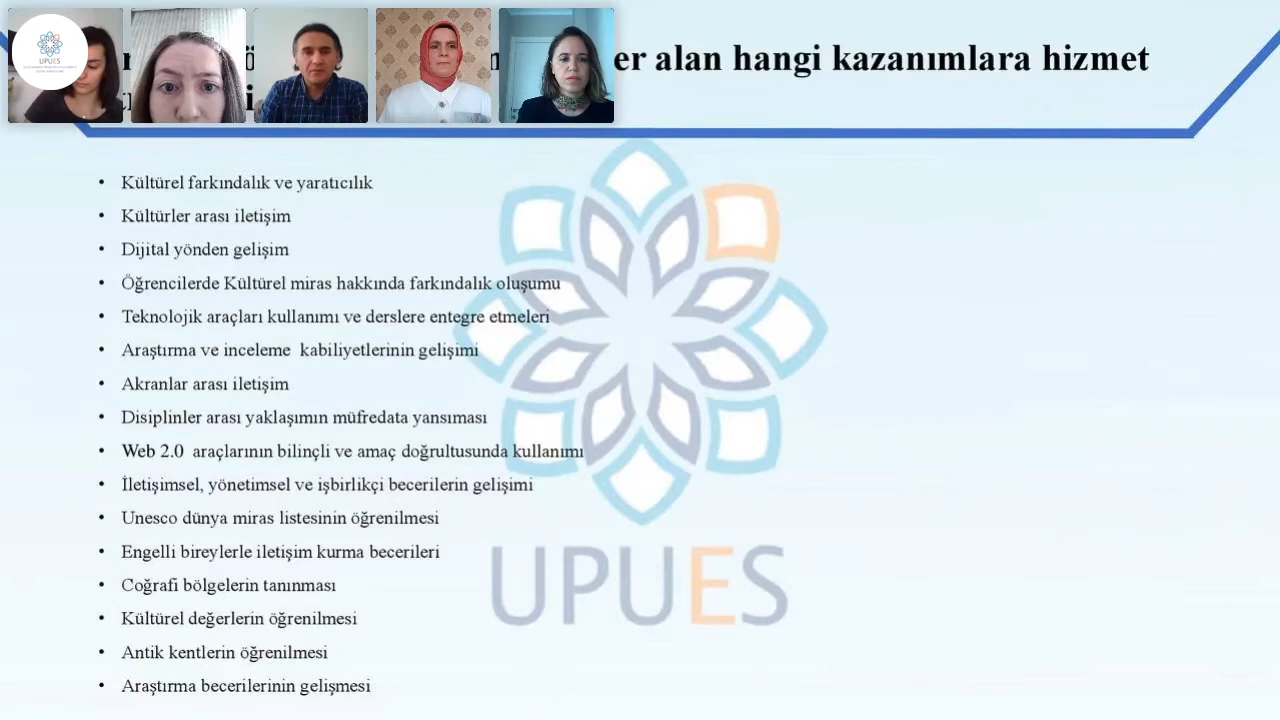 UPUES
er alan hangi kazanımlara hizmet
• Kültürel farkındalık ve yaratıcılık
• Kültürler arası iletişim
• Dijital yönden gelişim
• Öğrencilerde Kültürel miras hakkında farkındalık oluşumu
• Teknolojik araçları kullanımı ve derslere entegre etmeleri
• Araştırma ve inceleme kabiliyetlerinin gelişimi
• Akranlar arası iletişim
• Disiplinler arası yaklaşımın müfredata yansıması
• Web 2.0 araçlarının bilinçli ve amaç doğrultusunda kullanımı
• İletişimsel, yönetimsel ve işbirlikçi becerilerin gelişimi
• Unesco dünya miras listesinin öğrenilmesi
• Engelli bireylerle iletişim kurma becerileri
• Coğrafi bölgelerin tanınması
• Kültürel değerlerin öğrenilmesi
• Antik kentlerin öğrenilmesi
• Araştırma becerilerinin gelişmesi
UPUES